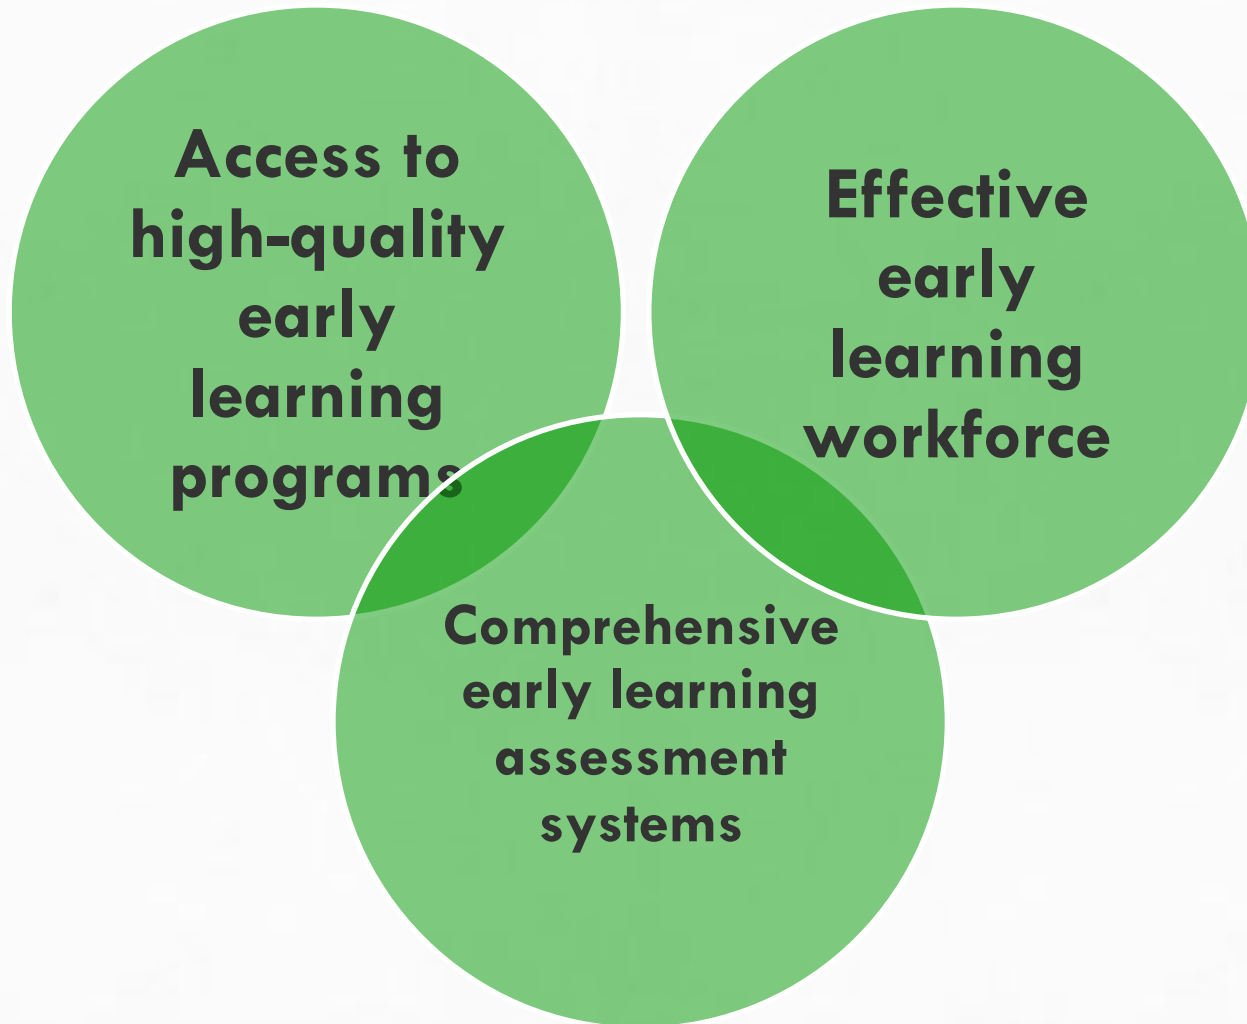 Access to
high-quality
early
learning
programs
Effective
early
learning
workforce
Comprehensive
early learning
assessment
systems